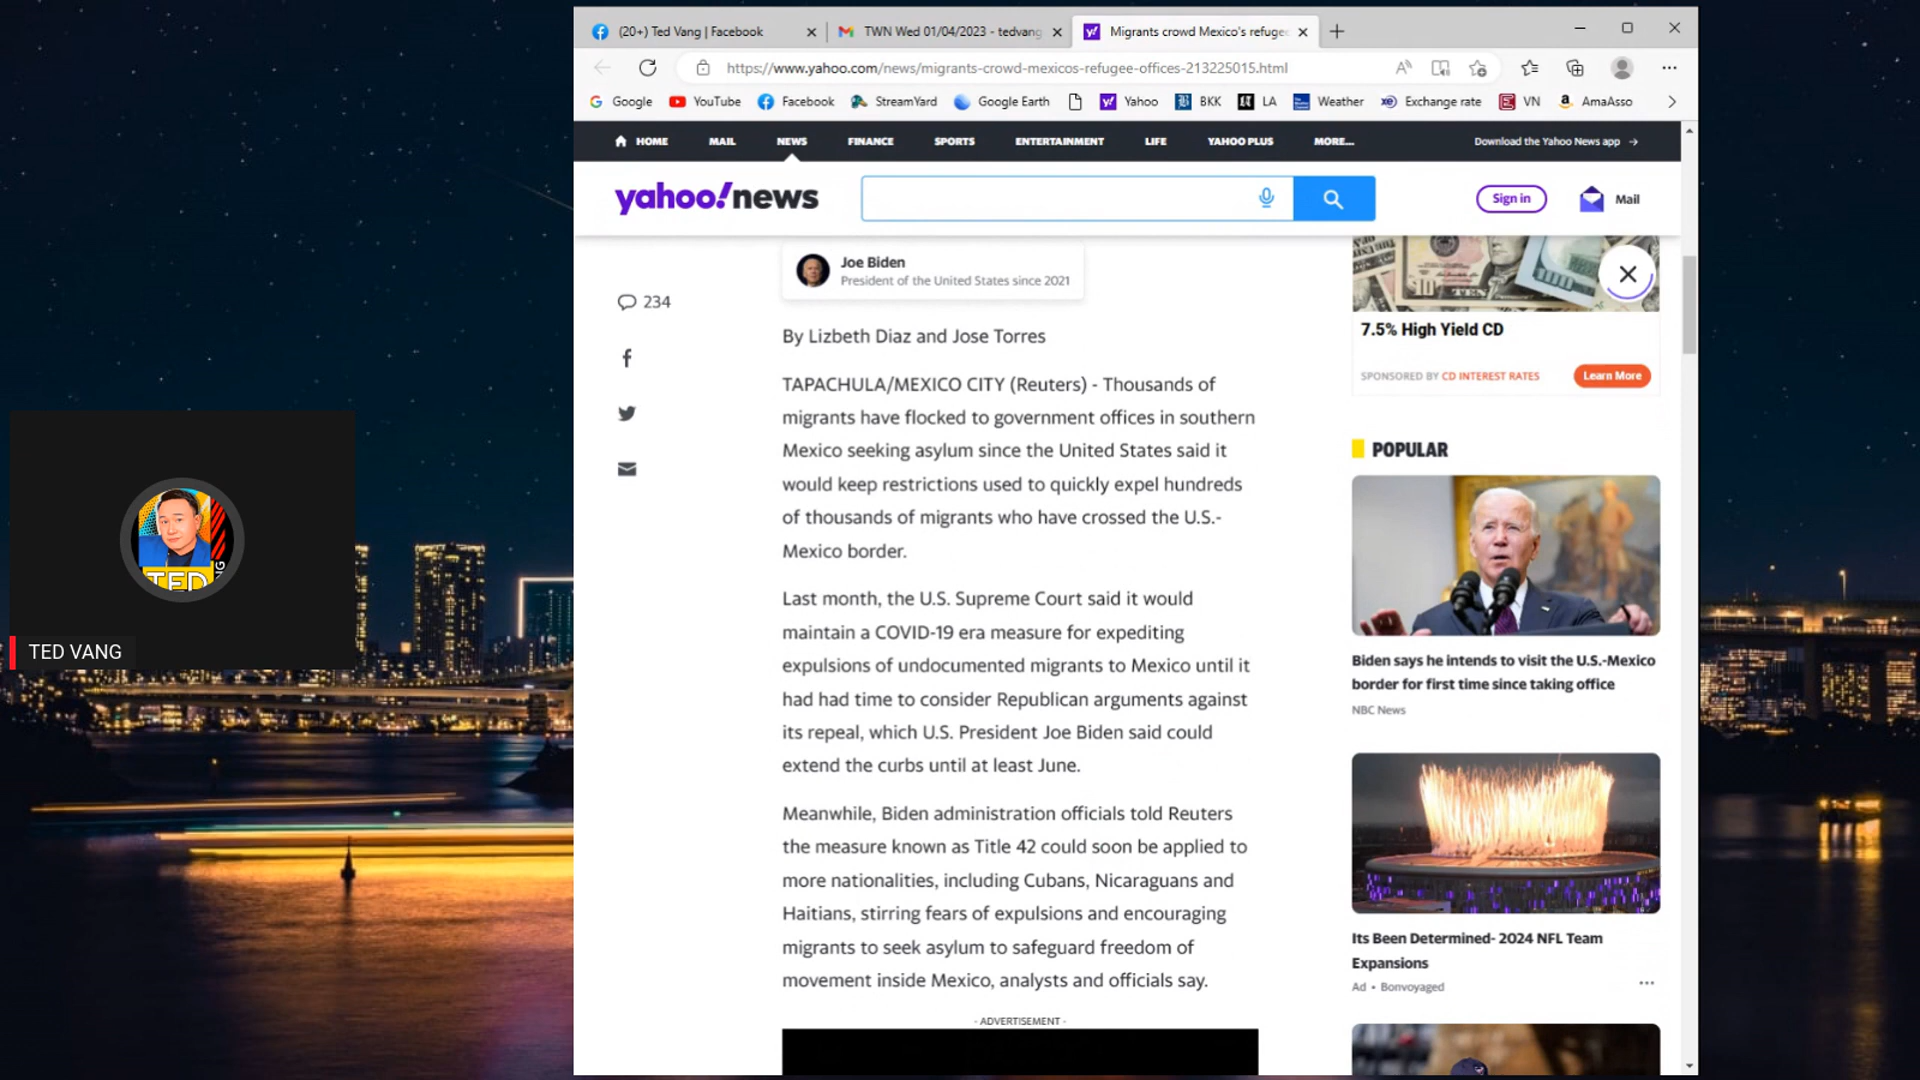 (20+) Ted Vang | Facebook
TWN Wed 01/04/2023 - tedvang
Migrants crowd Mexico's refugee
https://www.yahoo.com/news/migrants-crowd-mexicos-refugee-offices-213225015.html
Google YouTube Facebook StreamYard Google Earth Yahoo BKK LA Weather Exchange rate VN AmaAsso
HOME MAIL NEWS FINANCE SPORTS ENTERTAINMENT LIFE YAHOO PLUS MORE... Download the Yahoo News app →
yahoo!news
Sign in
Mail
Joe Biden
President of the United States since 2021
234
By Lizbeth Diaz and Jose Torres
TAPACHULA/MEXICO CITY (Reuters) - Thousands of
migrants have flocked to government offices in southern
Mexico seeking asylum since the United States said it
would keep restrictions used to quickly expel hundreds
of thousands of migrants who have crossed the U.S.-
Mexico border.
Last month, the U.S. Supreme Court said it would
maintain a COVID-19 era measure for expediting
expulsions of undocumented migrants to Mexico until it
had had time to consider Republican arguments against
its repeal, which U.S. President Joe Biden said could
extend the curbs until at least June.
Meanwhile, Biden administration officials told Reuters
the measure known as Title 42 could soon be applied to
more nationalities, including Cubans, Nicaraguans and
Haitians, stirring fears of expulsions and encouraging
migrants to seek asylum to safeguard freedom of
movement inside Mexico, analysts and officials say.
- ADVERTISEMENT -
7.5% High Yield CD
SPONSORED BY CD INTEREST RATES
Learn More
POPULAR
Biden says he intends to visit the U.S.-Mexico
border for first time since taking office
NBC News
Its Been Determined- 2024 NFL Team
Expansions
Ad • Bonvoyaged
TED
TED VANG